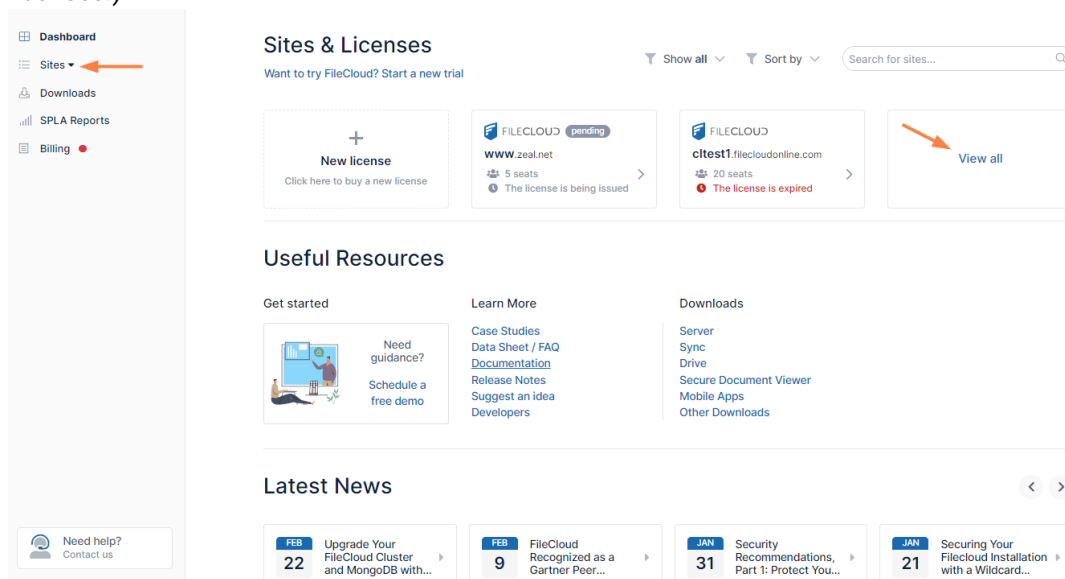 Dashboard
Sites
Downloads
SPLA Reports
Billing
Need help?
Contact us
Sites & Licenses
Want to try FileCloud? Start a new trial
Show all
Sort by
Search for sites...
+
New license
Click here to buy a new license
FILECLOUD pending
www.zeal.net
5 seats
The license is being issued
FILECLOUD
cltest1.filecloudonline.com
20 seats
The license is expired
View all
Useful Resources
Get started
Need
guidance?
Schedule a
free demo
Learn More
Case Studies
Data Sheet / FAQ
Documentation
Release Notes
Suggest an idea
Developers
Downloads
Server
Sync
Drive
Secure Document Viewer
Mobile Apps
Other Downloads
Latest News
FEB
22
Upgrade Your
FileCloud Cluster
and MongoDB with...
FEB
9
FileCloud
Recognized as a
Gartner Peer...
JAN
31
Security
Recommendations,
Part 1: Protect You...
JAN
21
Securing Your
Filecloud Installation
with a Wildcard...